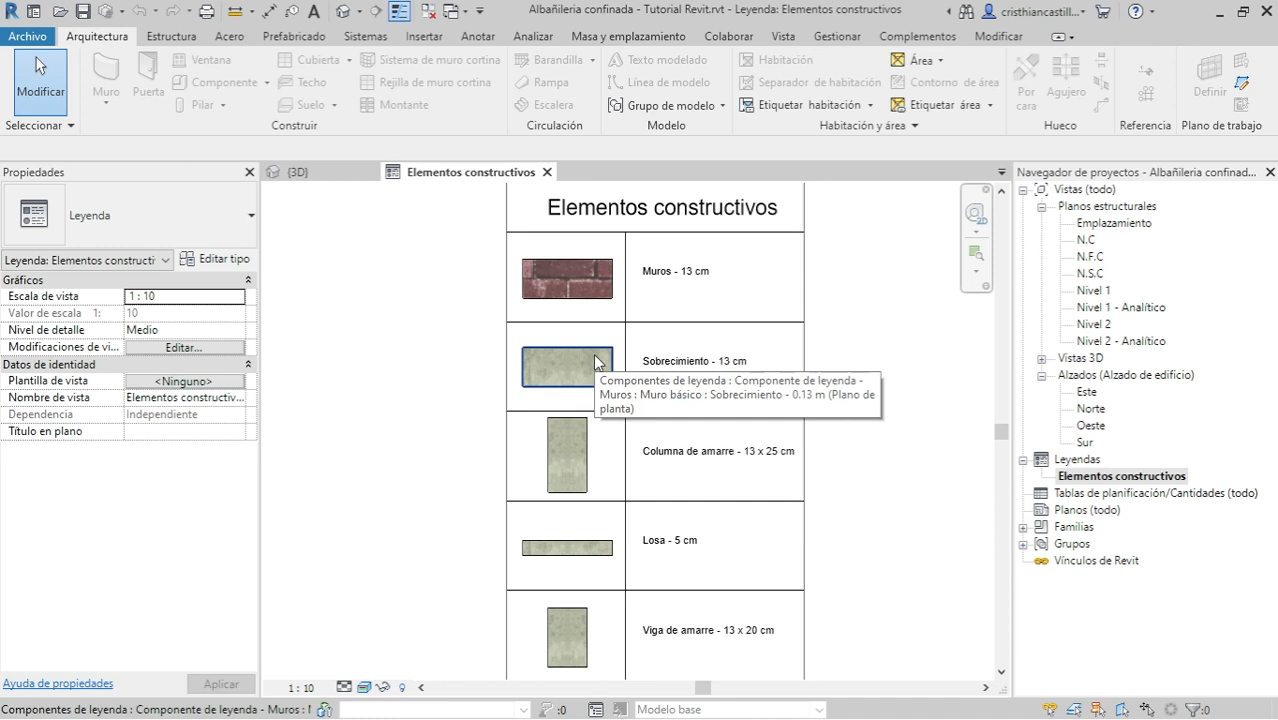 Albañilería confinada - Tutorial Revit.rvt - Leyenda: Elementos constructivos
cristhiancastill...
Archivo Arquitectura Estructura Acero Prefabricado Sistemas Insertar Anotar Analizar Masa y emplazamiento Colaborar Vista Gestionar Complementos Modificar
Modificar
Muro
Puerta
Ventana
Componente
Pilar
Cubierta
Techo
Suelo
Sistema de muro cortina
Rejilla de muro cortina
Montante
Barandilla
Rampa
Escalera
Texto modelado
Línea de modelo
Grupo de modelo
Habitación
Separador de habitación
Etiquetar habitación
Área
Contorno de área
Etiquetar área
Por cara
Agujero
Definir
Seleccionar Construir Circulación Modelo Habitación y área Hueco Referencia Plano de trabajo
Propiedades
Leyenda
Leyenda: Elementos constructi
Editar tipo
Gráficos
Escala de vista 1 : 10
Valor de escala 1: 10
Nivel de detalle Medio
Modificaciones de vi... Editar...
Datos de identidad
Plantilla de vista <Ninguno>
Nombre de vista Elementos constructiv...
Dependencia Independiente
Título en plano
Ayuda de propiedades
Aplicar
{3D}
Elementos constructivos
2D
Elementos constructivos
Muros - 13 cm
Sobrecimiento - 13 cm
Componentes de leyenda : Componente de leyenda -
Muros : Muro básico : Sobrecimiento - 0.13 m (Plano de
planta)
Columna de amarre - 13 x 25 cm
Losa - 5 cm
Viga de amarre - 13 x 20 cm
Navegador de proyectos - Albañileria confinad...
Vistas (todo)
Planos estructurales
Emplazamiento
N.C
N.F.C
N.S.C
Nivel 1
Nivel 1 - Analítico
Nivel 2
Nivel 2 - Analítico
Vistas 3D
Alzados (Alzado de edificio)
Este
Norte
Oeste
Sur
Leyendas
Elementos constructivos
Tablas de planificación/Cantidades (todo)
Planos (todo)
Familias
Grupos
Vínculos de Revit
1 : 10
Componentes de leyenda : Componente de leyenda - Muros :
:0
Modelo base
:0